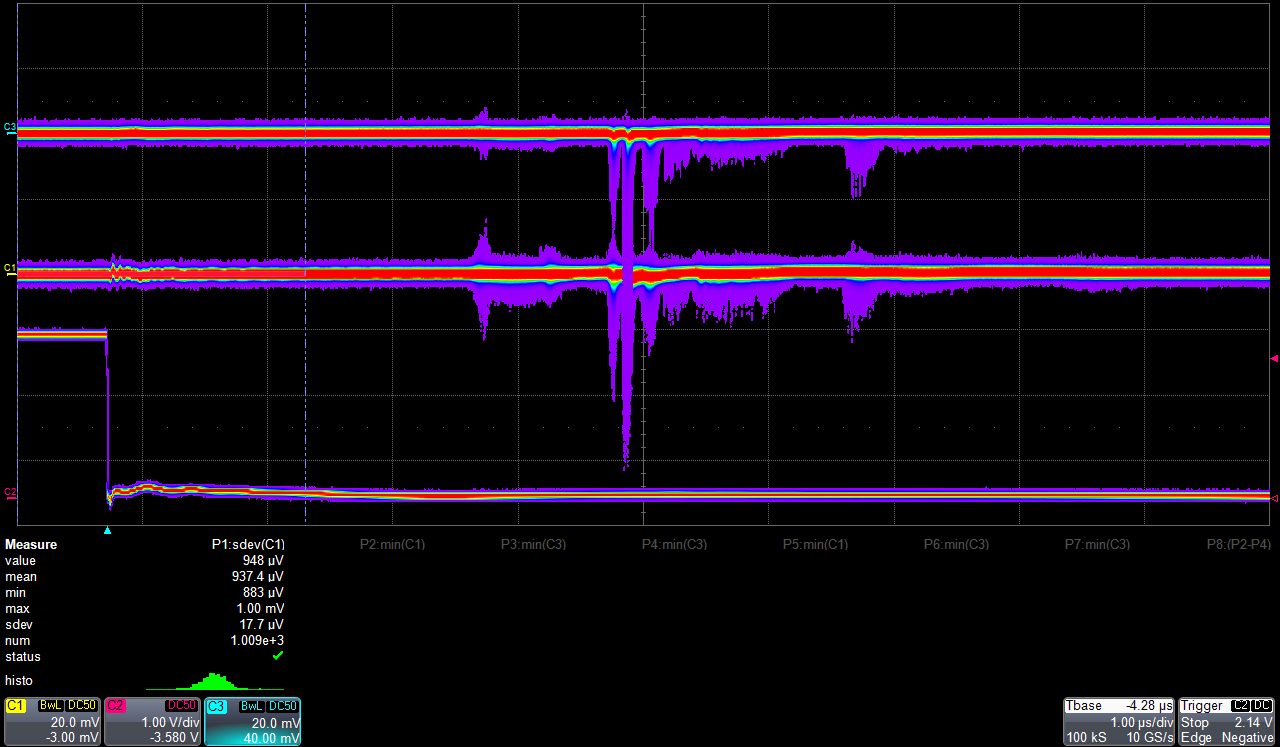 C3
C1
C2
Measure P1:sdev(C1) P2:min(C1) P3:min(C3) P4:min(C3) P5:min(C1) P6:min(C3) P7:min(C3) P8:(P2-P4)
value 948 µV
mean 937.4 µV
min 883 µV
max 1.00 mV
sdev 17.7 µV
num 1.009e+3
status
histo
C1 BwL DC50 C2 DC50 C3 BwL DC50 Tbase -4.28 µs Trigger C2 DC
20.0 mV 1.00 V/div 20.0 mV 1.00 µs/div Stop 2.14 V
-3.00 mV -3.580 V 40.00 mV 100 kS 10 GS/s Edge Negative